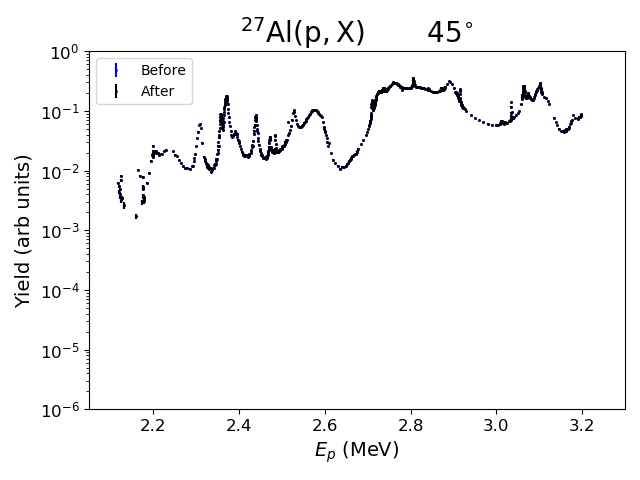 ²⁷Al(p, X) 45°
Before
After
Yield (arb units)
10⁰
10⁻¹
10⁻²
10⁻³
10⁻⁴
10⁻⁵
10⁻⁶
2.2 2.4 2.6 2.8 3.0 3.2
Eₚ (MeV)